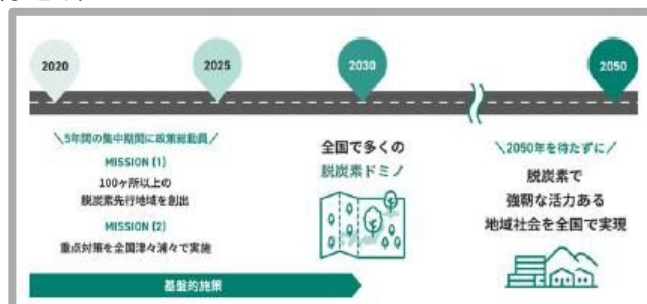 2020
2025
2030
2050
＼5年間の集中期間に政策総動員／
MISSION (1)
100ヶ所以上の
脱炭素先行地域を創出
MISSION (2)
重点対策を全国津々浦々で実施
全国で多くの
脱炭素ドミノ
＼2050年を待たずに／
脱炭素で
強靭な活力ある
地域社会を全国で実現
基盤的施策